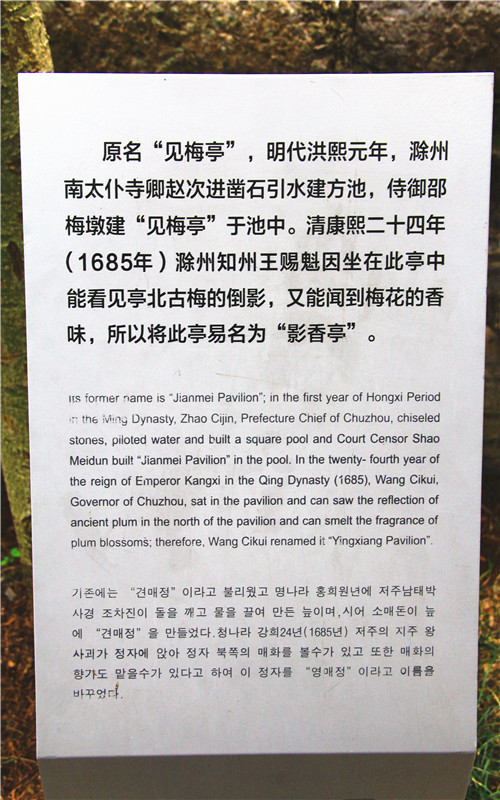 原名“见梅亭”，明代洪熙元年，滁州
南太仆寺卿赵次进凿石引水建方池，侍御邵
梅墩建“见梅亭”于池中。清康熙二十四年
（1685年）滁州知州王赐魁因坐在此亭中
能看见亭北古梅的倒影，又能闻到梅花的香
味，所以将此亭易名为“影香亭”。
Its former name is “Jianmei Pavilion”; in the first year of Hongxi Period
in the Ming Dynasty, Zhao Cijin, Prefecture Chief of Chuzhou, chiseled
stones, piloted water and built a square pool and Court Censor Shao
Meidun built “Jianmei Pavilion” in the pool. In the twenty- fourth year of
the reign of Emperor Kangxi in the Qing Dynasty (1685), Wang Cikui,
Governor of Chuzhou, sat in the pavilion and can saw the reflection of
ancient plum in the north of the pavilion and can smelt the fragrance of
plum blossoms; therefore, Wang Cikui renamed it “Yingxiang Pavilion”.
기존에는 “견매정”이라고 불리웠고 명나라 홍희원년에 저주남태박
사경 조차진이 돌을 깨고 물을 끌여 만든 늪이며,시어 소매돈이 늪
에 “견매정”을 만들었다.청나라 강희24년(1685년) 저주의 지주 왕
사괴가 정자에 앉아 정자 북쪽의 매화를 볼수가 있고 또한 매화의
향가도 맡을수가 있다고 하여 이 정자를 “영매정”이라고 이름을
바꾸었다.